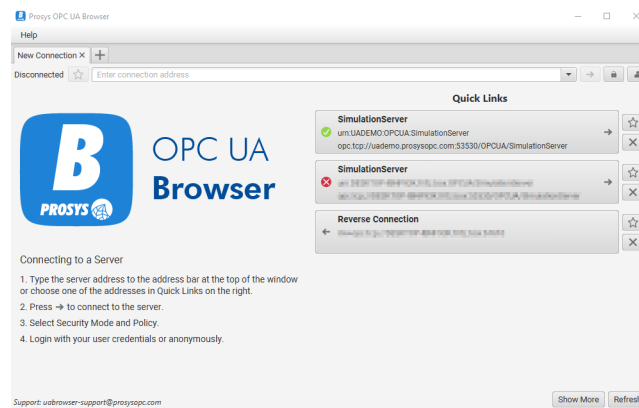 Prosys OPC UA Browser
Help
New Connection
Disconnected
Enter connection address
Quick Links
SimulationServer
urn:UADEMO:OPCUA:SimulationServer
opc.tcp://uademo.prosysopc.com:53530/OPCUA/SimulationServer
SimulationServer
Reverse Connection
B
PROSYS
OPC UA
Browser
Connecting to a Server
1. Type the server address to the address bar at the top of the window
or choose one of the addresses in Quick Links on the right.
2. Press → to connect to the server.
3. Select Security Mode and Policy.
4. Login with your user credentials or anonymously.
Support: uabrowser-support@prosysopc.com
Show More
Refresh